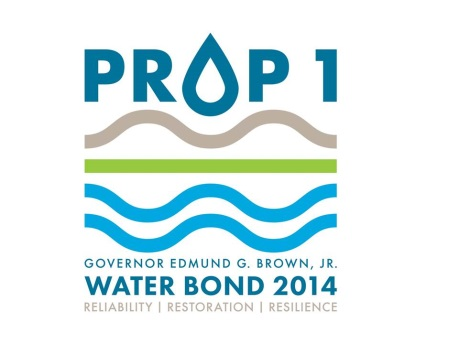 PROP 1
GOVERNOR EDMUND G. BROWN, JR.
WATER BOND 2014
RELIABILITY | RESTORATION | RESILIENCE